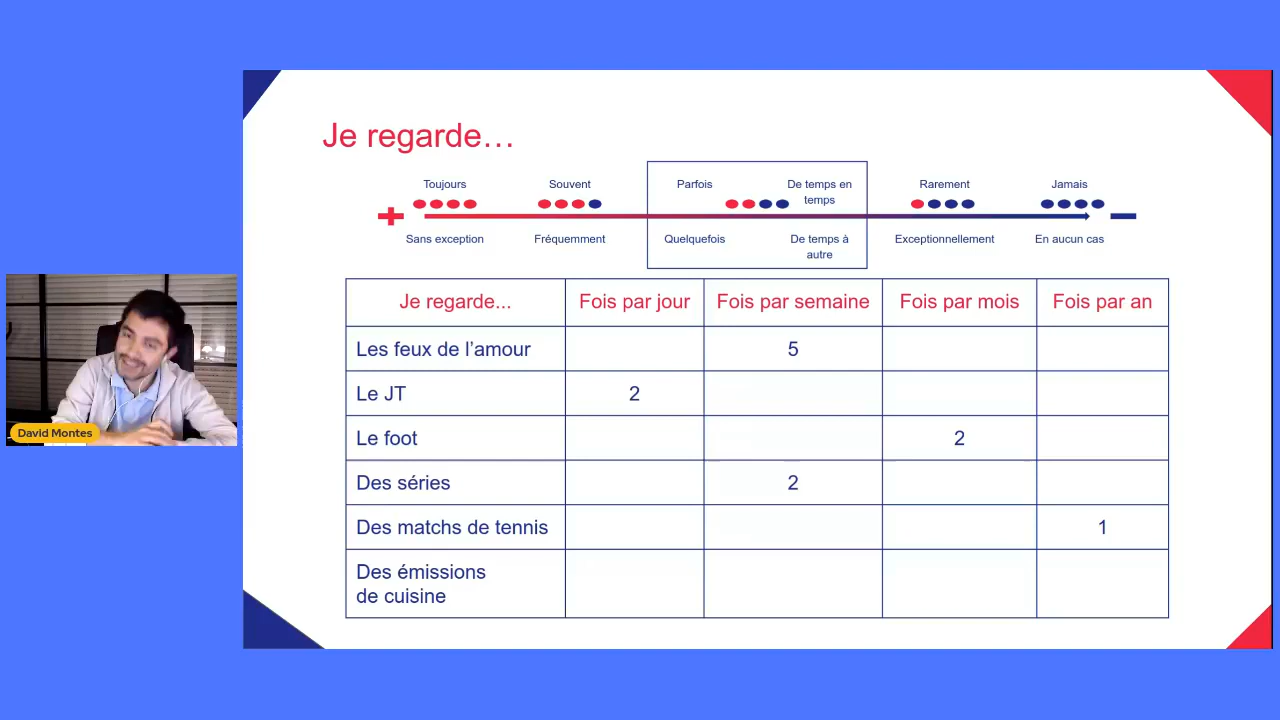 Je regarde…
Toujours Souvent Parfois De temps en temps Rarement Jamais
Sans exception Fréquemment Quelquefois De temps à autre Exceptionnellement En aucun cas
Je regarde... Fois par jour Fois par semaine Fois par mois Fois par an
Les feux de l’amour 5
Le JT 2
Le foot 2
Des séries 2
Des matchs de tennis 1
Des émissions
de cuisine
David Montes